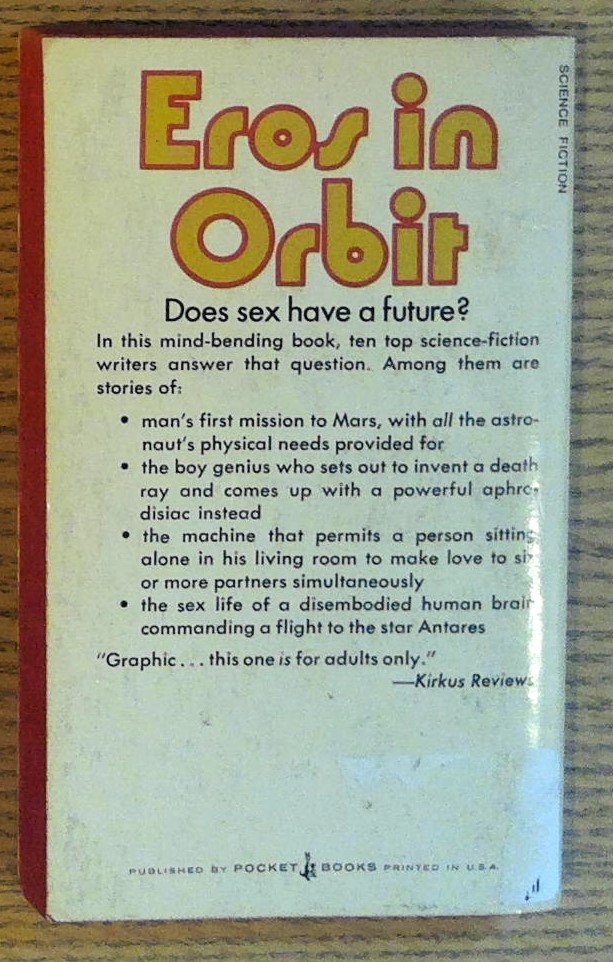 SCIENCE FICTION
Eros in
Orbit
Does sex have a future?
In this mind-bending book, ten top science-fiction
writers answer that question. Among them are
stories of:
• man's first mission to Mars, with all the astro-
naut's physical needs provided for
• the boy genius who sets out to invent a death
ray and comes up with a powerful aphro-
disiac instead
• the machine that permits a person sitting
alone in his living room to make love to six
or more partners simultaneously
• the sex life of a disembodied human brain
commanding a flight to the star Antares
"Graphic... this one is for adults only."
—Kirkus Reviews
PUBLISHED BY POCKET BOOKS PRINTED IN U.S.A.